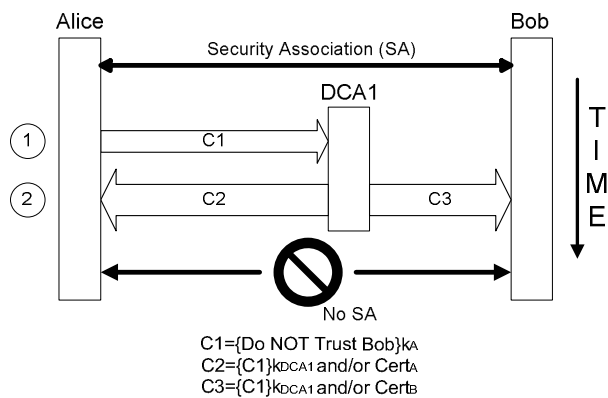 Alice
Bob
Security Association (SA)
DCA1
1
C1
2
C2
C3
TIME
No SA
C1={Do NOT Trust Bob}kA
C2={C1}kDCA1 and/or CertA
C3={C1}kDCA1 and/or CertB